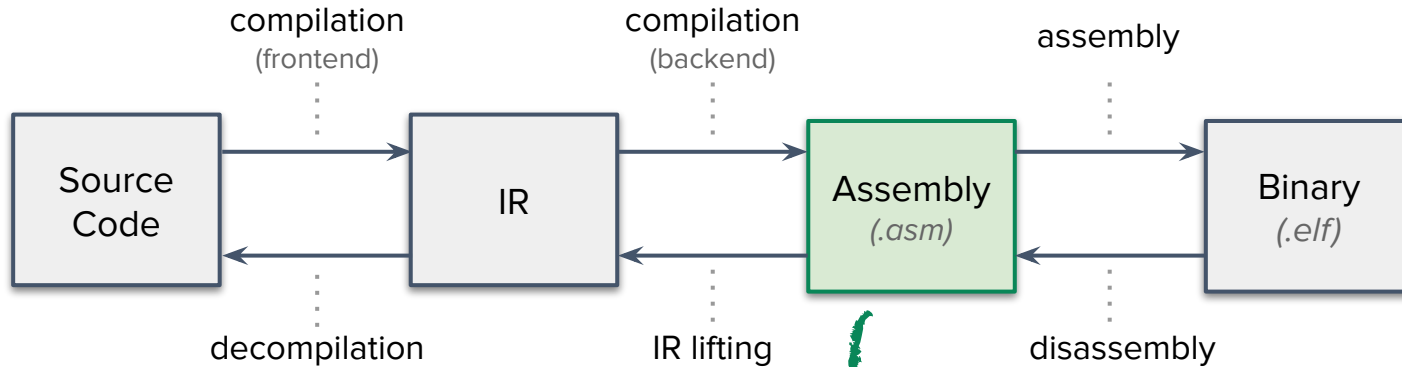 compilation
(frontend)
compilation
(backend)
assembly
Source
Code
IR
Assembly
(.asm)
Binary
(.elf)
decompilation
IR lifting
disassembly